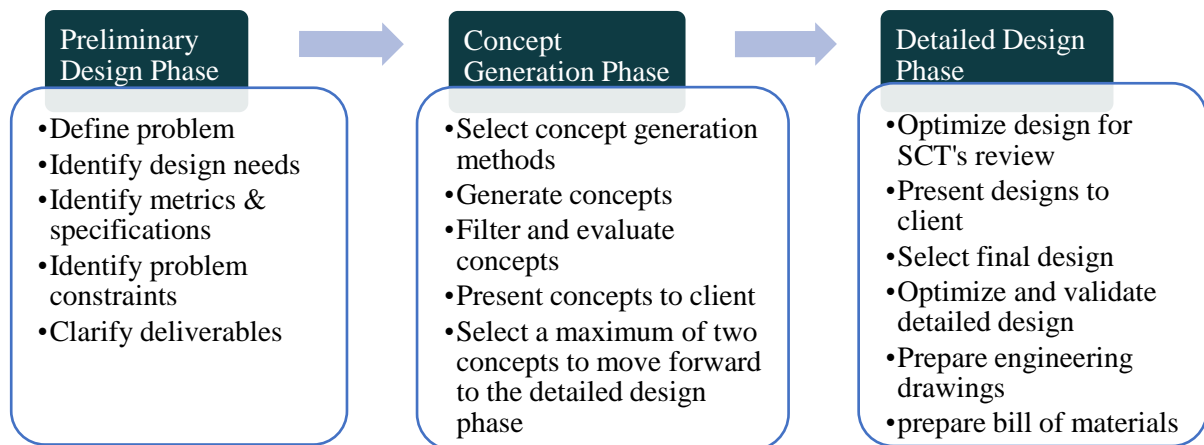 Preliminary
Design Phase
•Define problem
•Identify design needs
•Identify metrics &
specifications
•Identify problem
constraints
•Clarify deliverables
Concept
Generation Phase
•Select concept generation
methods
•Generate concepts
•Filter and evaluate
concepts
•Present concepts to client
•Select a maximum of two
concepts to move forward
to the detailed design
phase
Detailed Design
Phase
•Optimize design for
SCT's review
•Present designs to
client
•Select final design
•Optimize and validate
detailed design
•Prepare engineering
drawings
•prepare bill of materials